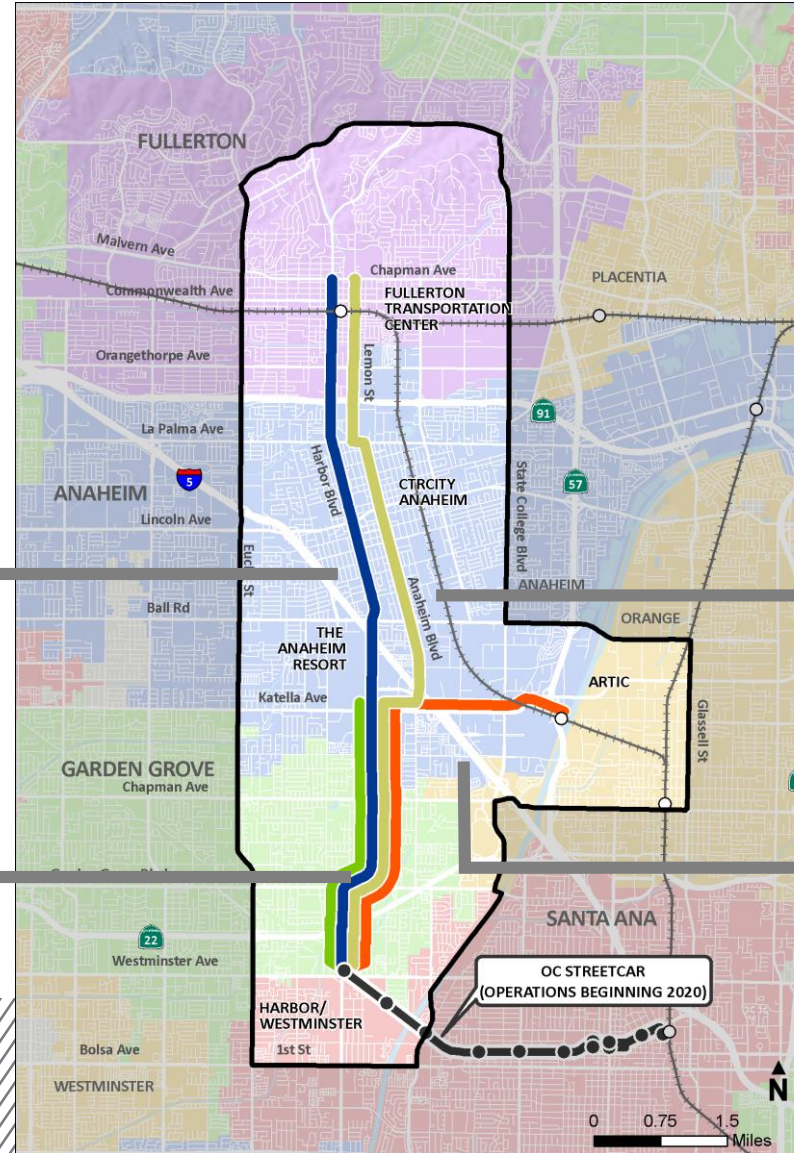 FULLERTON
Malvern Ave
Chapman Ave
PLACENTIA
Commonwealth Ave
FULLERTON
TRANSPORTATION
CENTER
Orangethorpe Ave
Lemon St
91
La Palma Ave
Harbor Blvd
State College Blvd
5
57
CTRCITY
ANAHEIM
ANAHEIM
Lincoln Ave
St
ANAHEIM
Ball Rd
ORANGE
Anaheim Blvd
THE
ANAHEIM
RESORT
ARTIC
Katella Ave
Glassell St
GARDEN GROVE
Chapman Ave
SANTA ANA
22
Westminster Ave
OC STREETCAR
(OPERATIONS BEGINNING 2020)
HARBOR/
WESTMINSTER
1st St
Bolsa Ave
WESTMINSTER
N
0 0.75 1.5
Miles